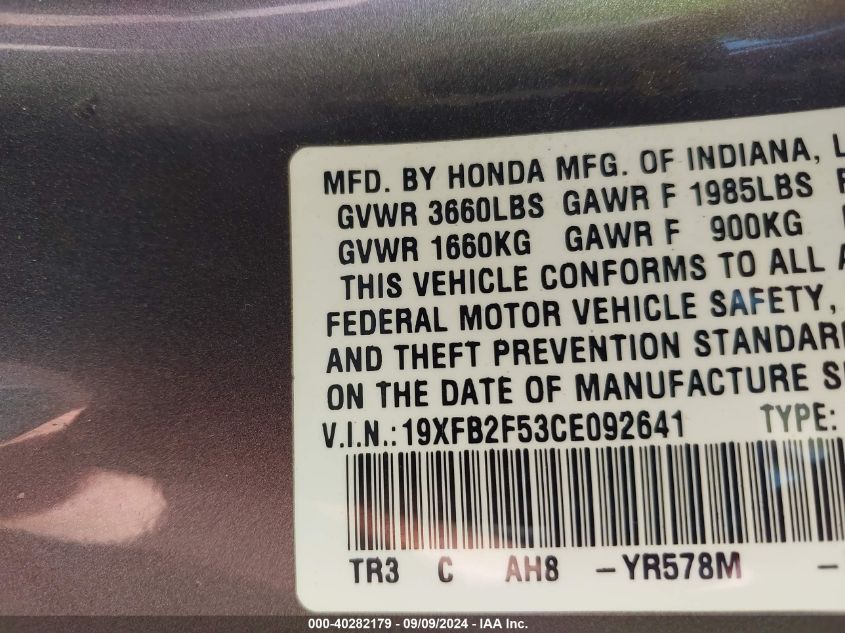 MFD. BY HONDA MFG. OF INDIANA, L
GVWR 3660LBS GAWR F 1985LBS
GVWR 1660KG GAWR F 900KG
THIS VEHICLE CONFORMS TO ALL A
FEDERAL MOTOR VEHICLE SAFETY,
AND THEFT PREVENTION STANDAR
ON THE DATE OF MANUFACTURE S
V.I.N.:19XFB2F53CE092641 TYPE:
TR3 C AH8 -YR578M -
000-40282179 - 09/09/2024 - IAA Inc.